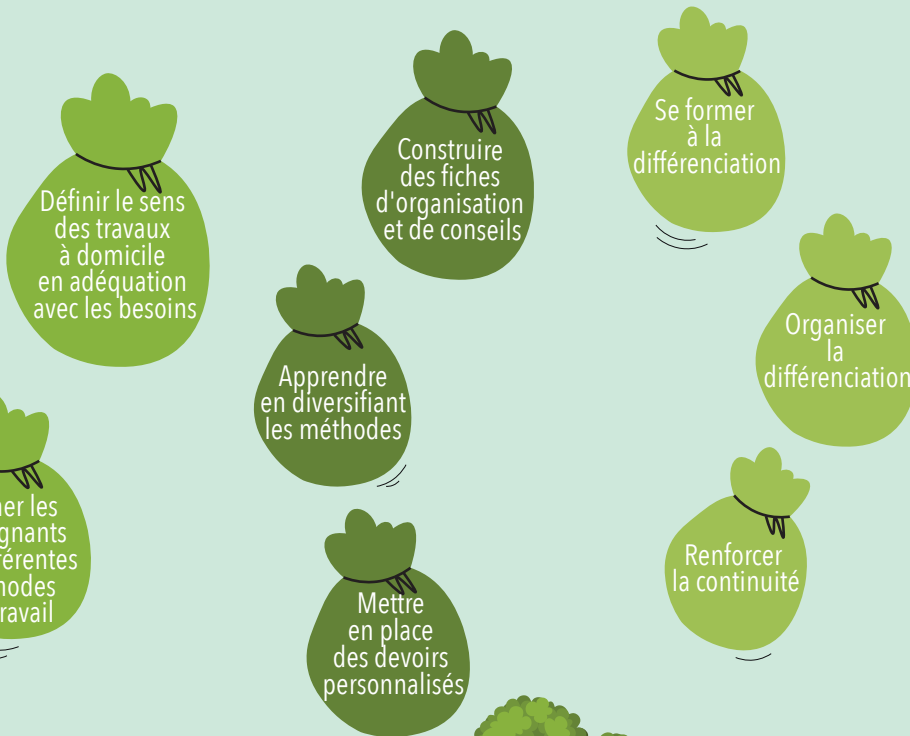 Se former
à la
différenciation
Construire
des fiches
d'organisation
et de conseils
Définir le sens
des travaux
à domicile
en adéquation
avec les besoins
Organiser
la
différenciation
Apprendre
en diversifiant
les méthodes
les
Renforcer
la continuité
Mettre
en place
des devoirs
personnalisés